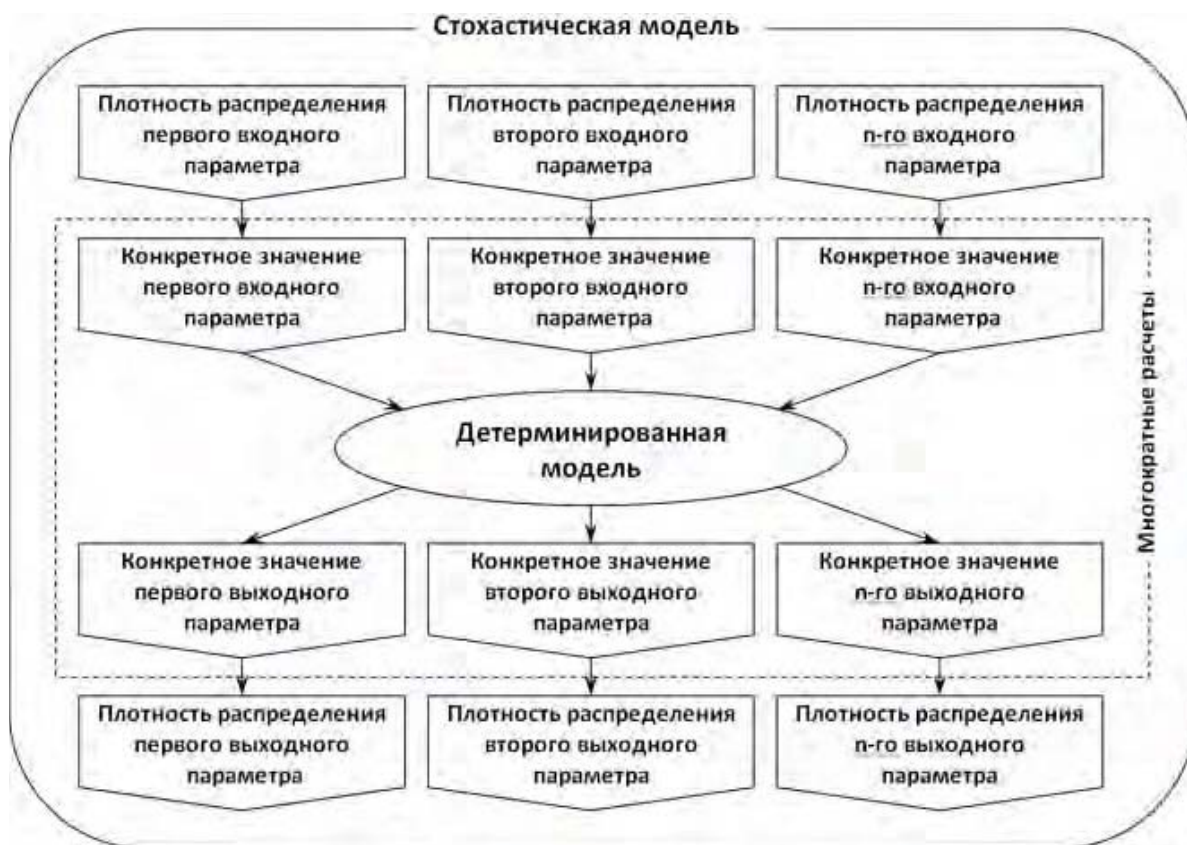 Стохастическая модель
Плотность распределения
первого входного
параметра
Плотность распределения
второго входного
параметра
Плотность распределения
n-го входного
параметра
Конкретное значение
первого входного
параметра
Конкретное значение
второго входного
параметра
Конкретное значение
n-го входного
параметра
Многократные расчеты
Детерминированная
модель
Конкретное значение
первого выходного
параметра
Конкретное значение
второго выходного
параметра
Конкретное значение
n-го выходного
параметра
Плотность распределения
первого выходного
параметра
Плотность распределения
второго выходного
параметра
Плотность распределения
n-го выходного
параметра